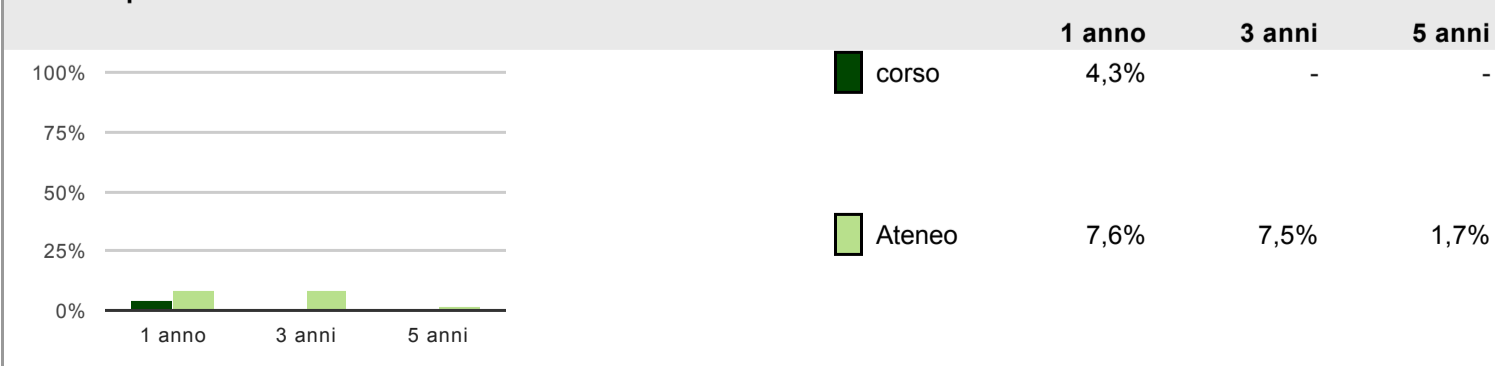 1 anno 3 anni 5 anni
100%
75%
50%
25%
0%
1 anno 3 anni 5 anni
corso 4,3% - -
Ateneo 7,6% 7,5% 1,7%